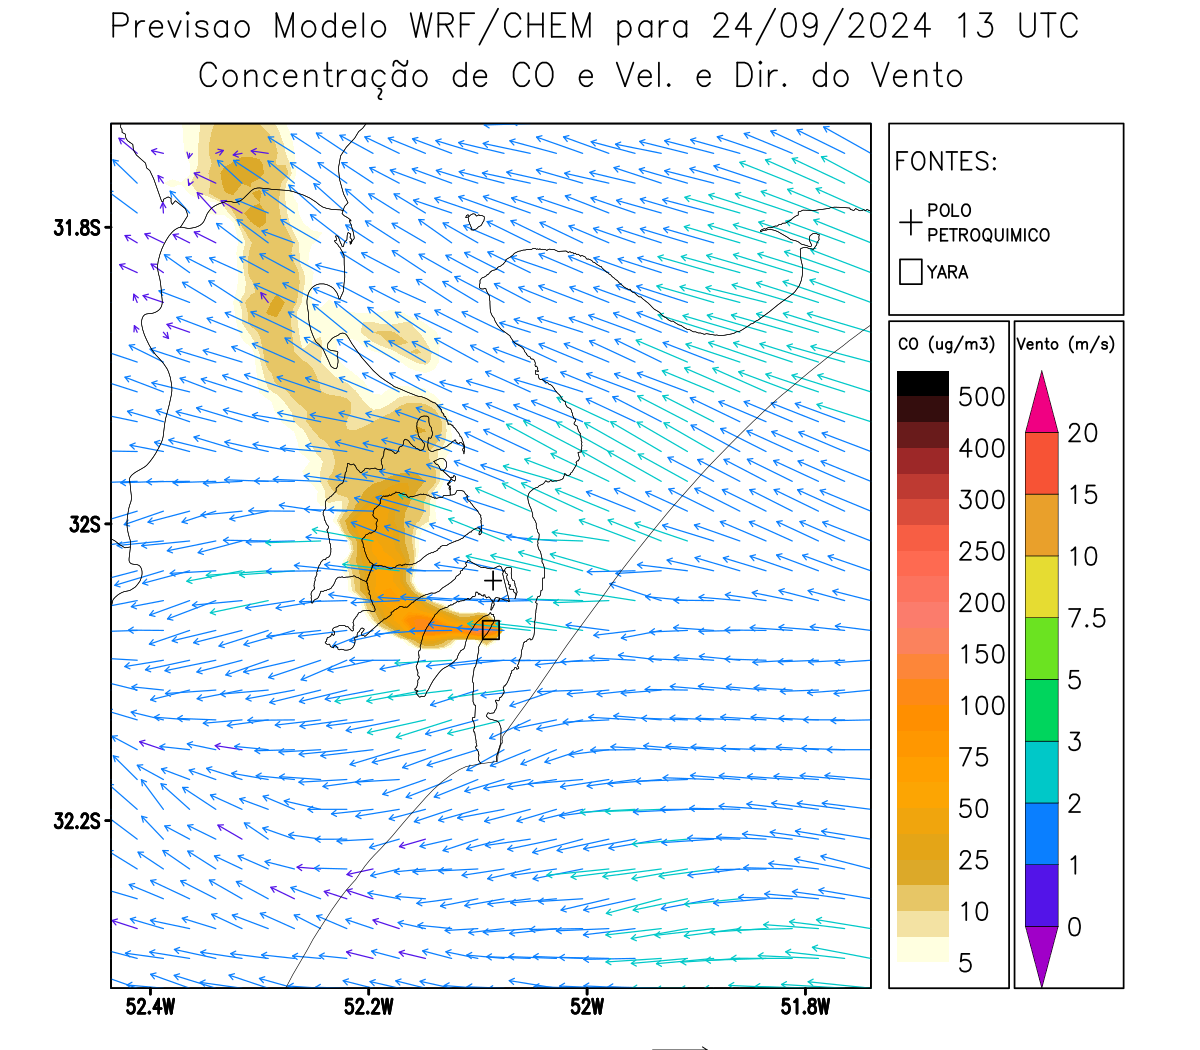 Previsao Modelo WRF/CHEM para 24/09/2024 13 UTC
Concentração de CO e Vel. e Dir. do Vento
FONTES:
POLO
PETROQUIMICO
YARA
CO (ug/m3)
500
400
300
250
200
150
100
75
50
25
10
5
Vento (m/s)
20
15
10
7.5
5
3
2
1
0
31.8S
32S
32.2S
52.4W
52.2W
52W
51.8W